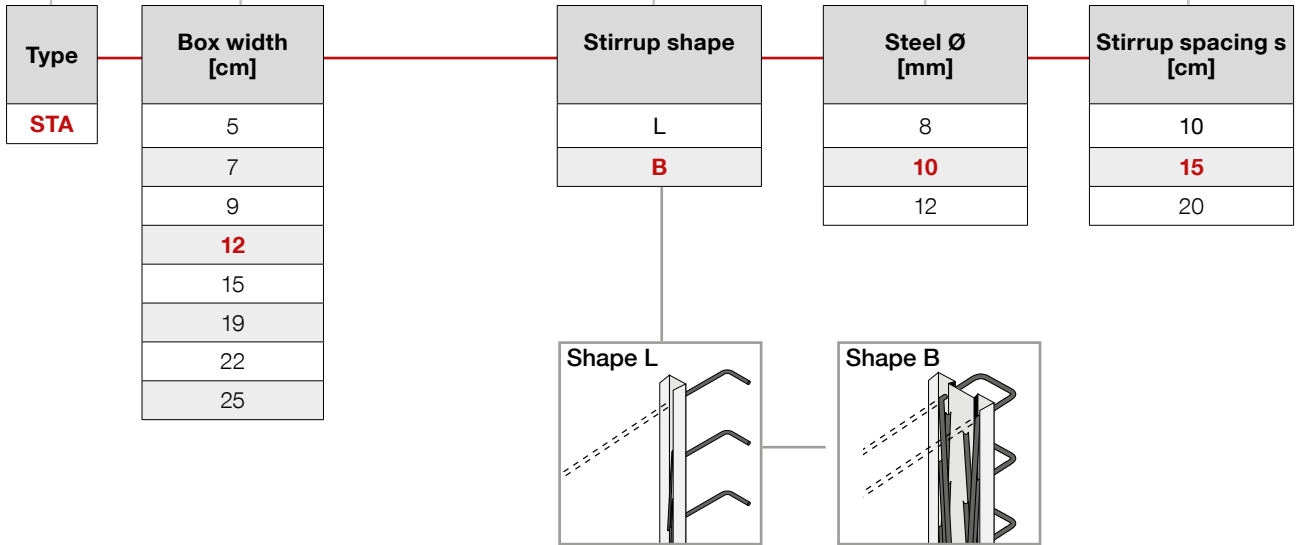 Type
STA
Box width
[cm]
5
7
9
12
15
19
22
25
Stirrup shape
L
B
Steel Ø
[mm]
8
10
12
Stirrup spacing s
[cm]
10
15
20
Shape L
Shape B